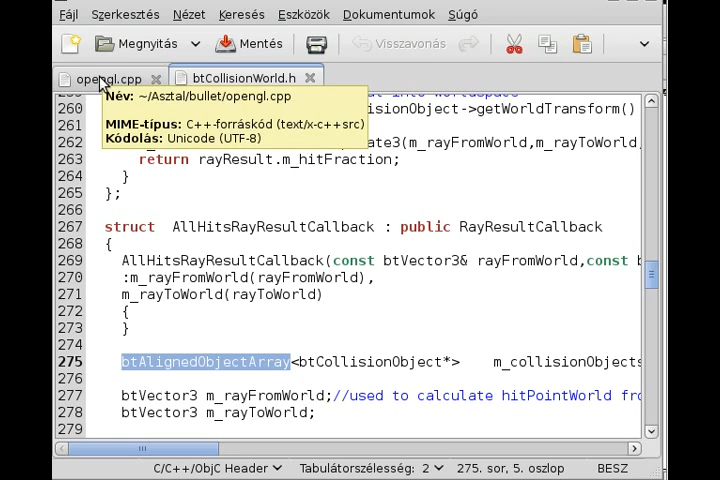 Fájl Szerkesztés Nézet Keresés Eszközök Dokumentumok Súgó
Megnyitás Mentés Visszavonás
opengl.cpp btCollisionWorld.h
Név: ~/Asztal/bullet/opengl.cpp
MIME-típus: C++-forráskód (text/x-c++src)
Kódolás: Unicode (UTF-8)
260 isionObject->getWorldTransform()
261
262 ate3(m_rayFromWorld,m_rayToWorld,
263 return rayResult.m_hitFraction;
264 }
265 };
266
267 struct AllHitsRayResultCallback : public RayResultCallback
268 {
269 AllHitsRayResultCallback(const btVector3& rayFromWorld,const b
270 :m_rayFromWorld(rayFromWorld),
271 m_rayToWorld(rayToWorld)
272 {
273 }
274
275 btAlignedObjectArray<btCollisionObject*> m_collisionObjects
276
277 btVector3 m_rayFromWorld;//used to calculate hitPointWorld fro
278 btVector3 m_rayToWorld;
279
C/C++/ObjC Header Tabulátorszélesség: 2 275. sor, 5. oszlop BESZ